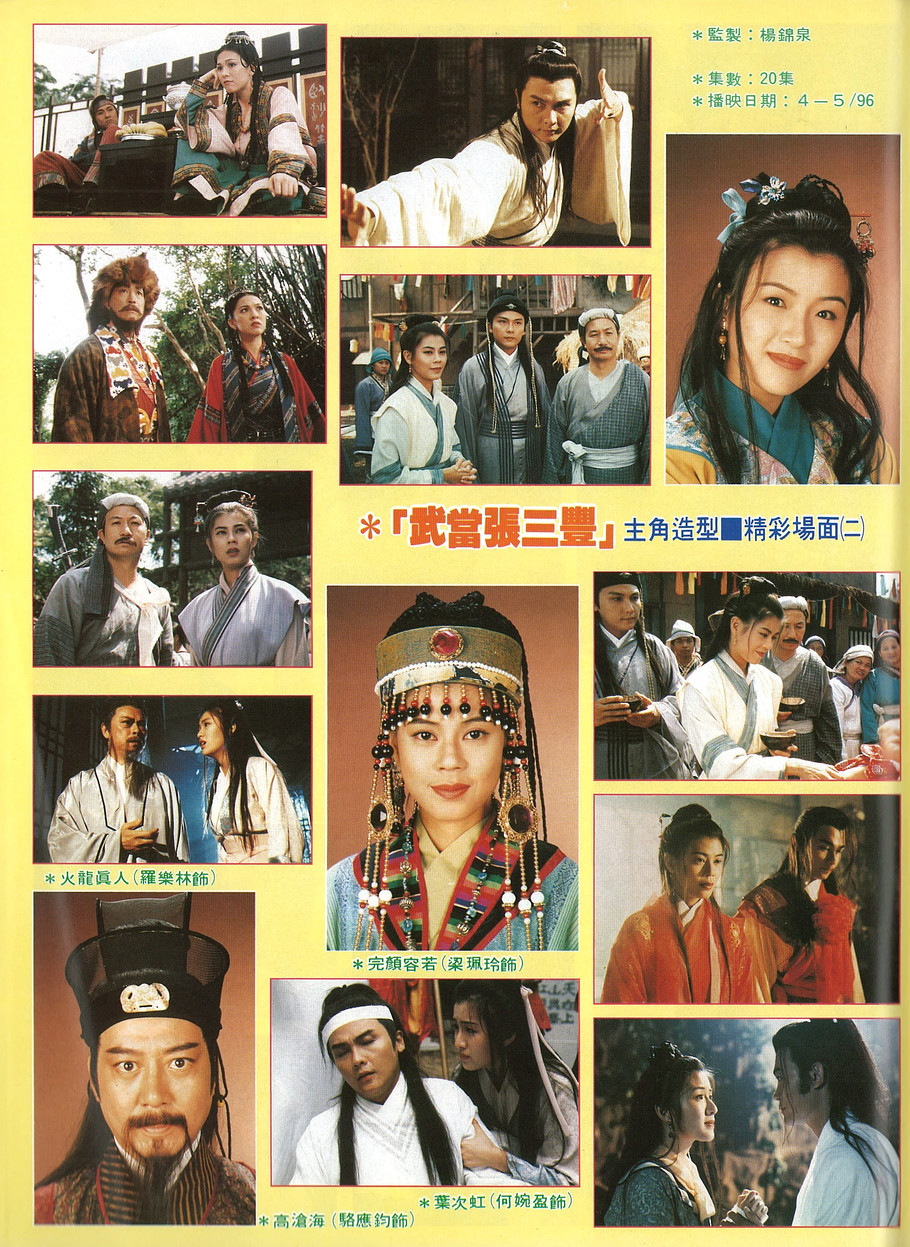 ＊監製：楊錦泉
＊集數：20集
＊播映日期：4－5/96
＊「武當張三豐」主角造型■精彩場面㈡
＊火龍眞人(羅樂林飾)
＊完顏容若(梁珮玲飾)
＊葉次虹(何婉盈飾)
＊高滄海(駱應鈞飾)